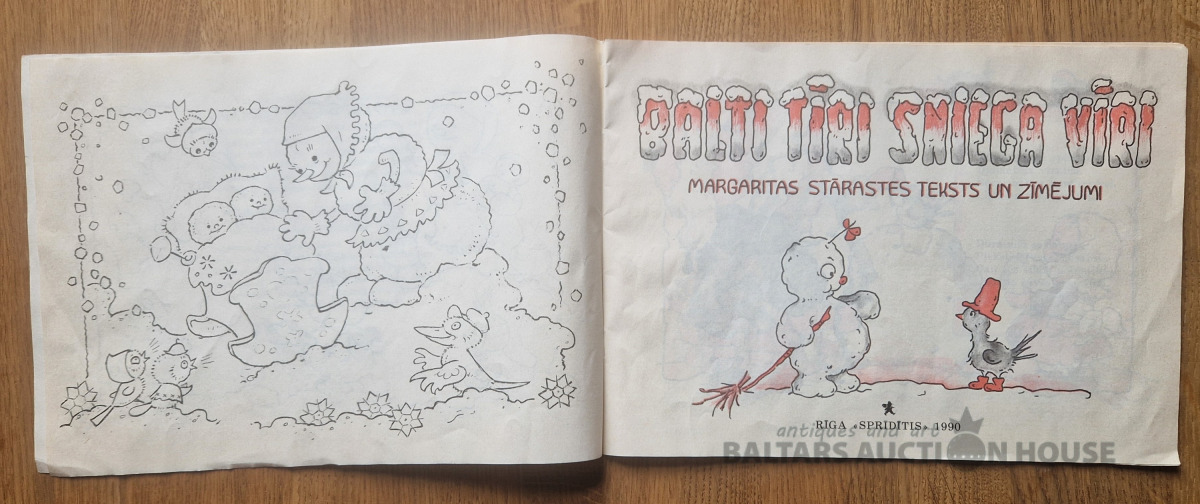 BALTI TĪRI SNIEGA VĪRI
MARGARITAS STĀRASTES TEKSTS UN ZĪMĒJUMI
RĪGA «SPRĪDĪTIS» 1990
antiques and art
BALTARS AUCTION HOUSE